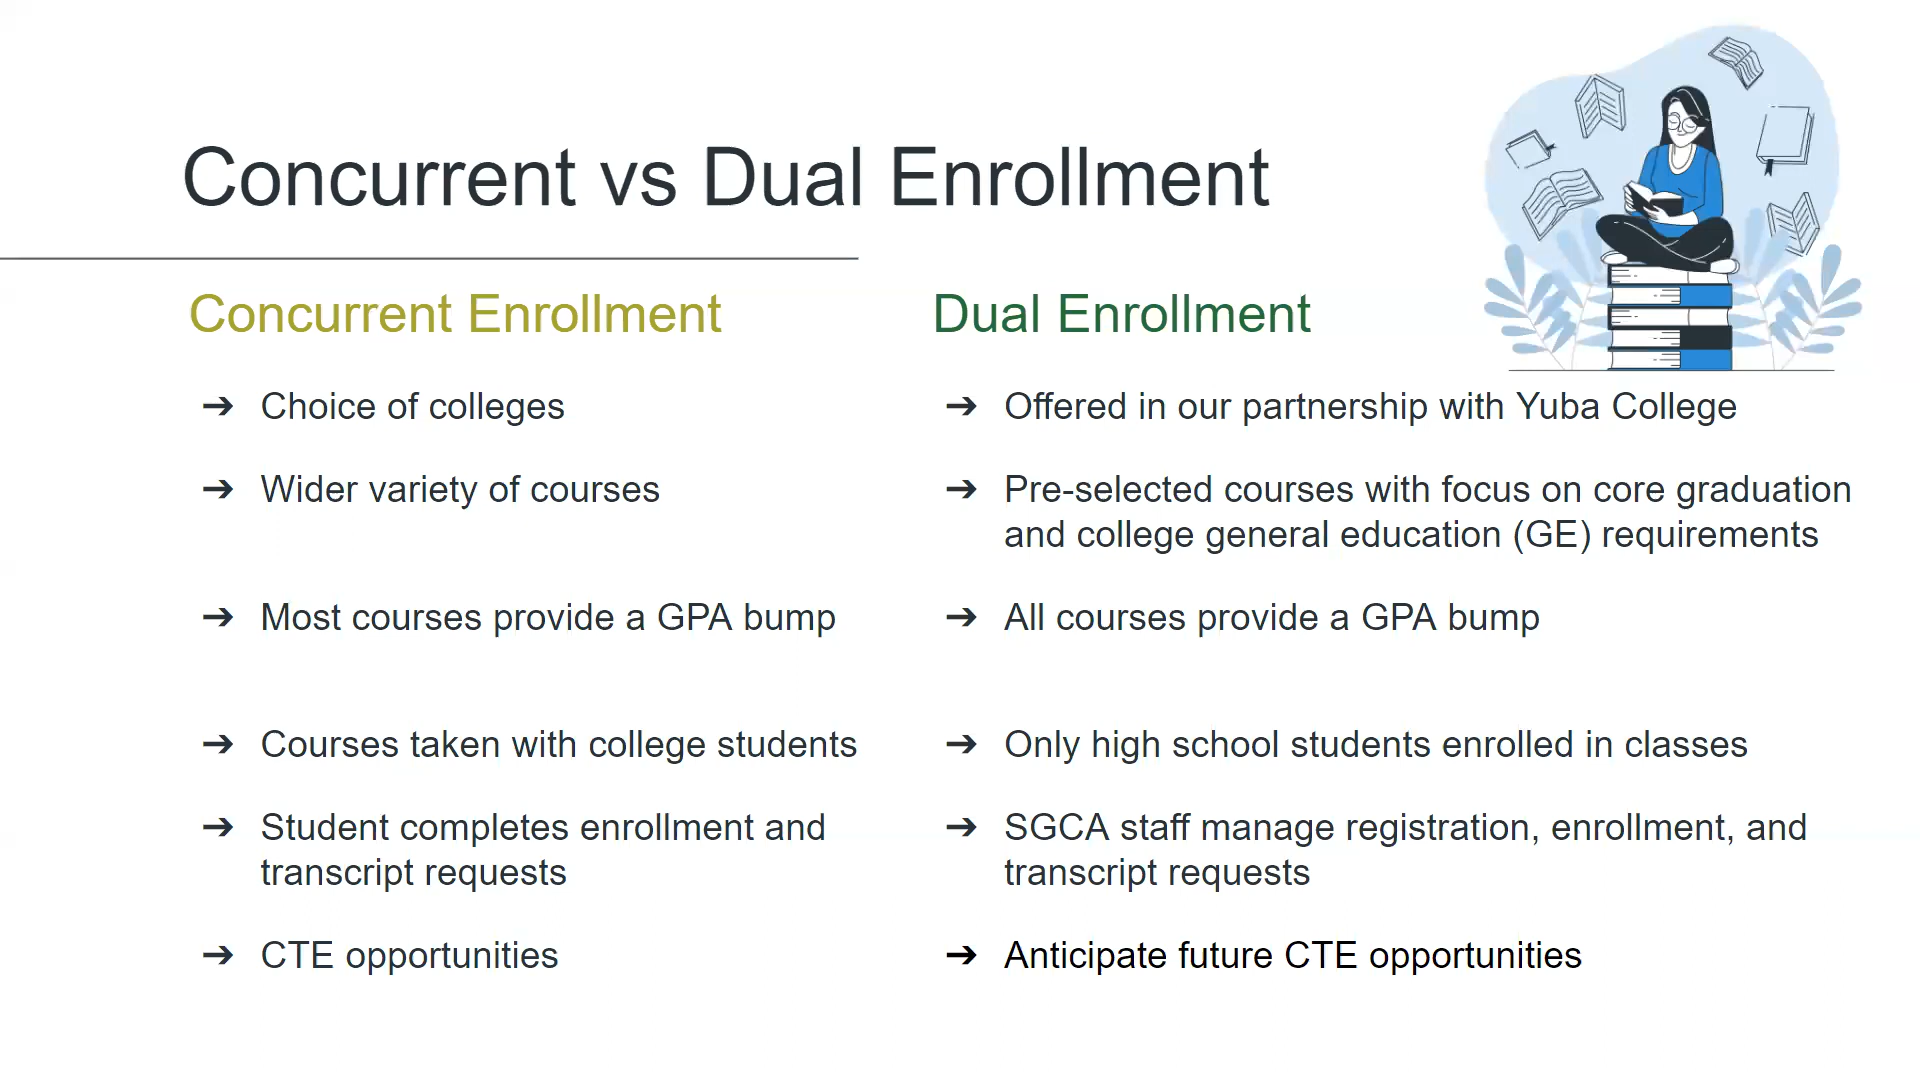 Concurrent vs Dual Enrollment
Concurrent Enrollment
➔ Choice of colleges
➔ Wider variety of courses
➔ Most courses provide a GPA bump
➔ Courses taken with college students
➔ Student completes enrollment and
transcript requests
➔ CTE opportunities
Dual Enrollment
➔ Offered in our partnership with Yuba College
➔ Pre-selected courses with focus on core graduation
and college general education (GE) requirements
➔ All courses provide a GPA bump
➔ Only high school students enrolled in classes
➔ SGCA staff manage registration, enrollment, and
transcript requests
➔ Anticipate future CTE opportunities